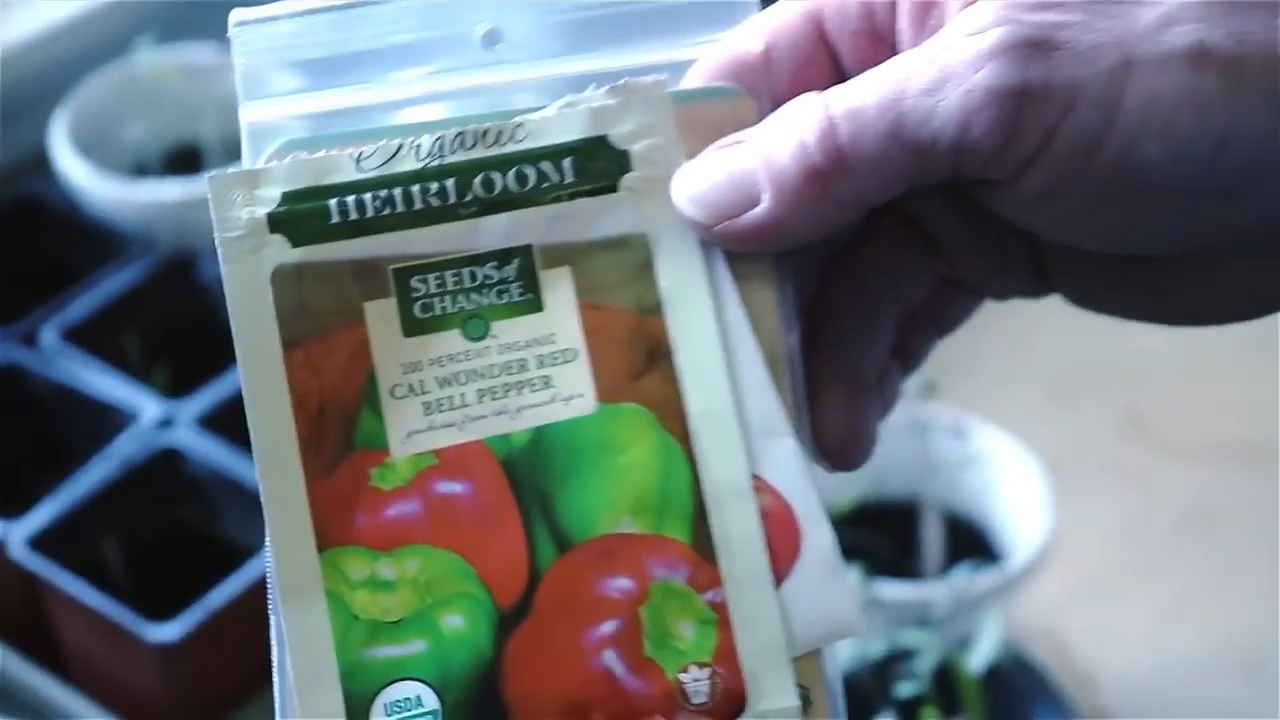 Organic
HEIRLOOM
SEEDS of
CHANGE
100 PERCENT ORGANIC
CAL WONDER RED
BELL PEPPER
USDA